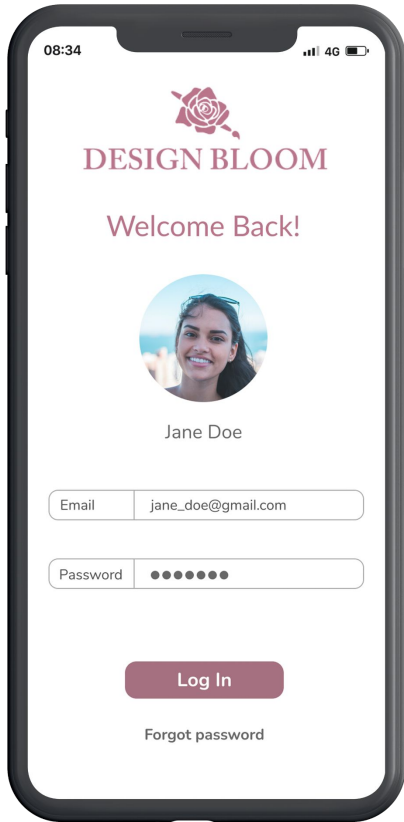 08:34 4G
DESIGN BLOOM
Welcome Back!
Jane Doe
Email jane_doe@gmail.com
Password ●●●●●●●
Log In
Forgot password